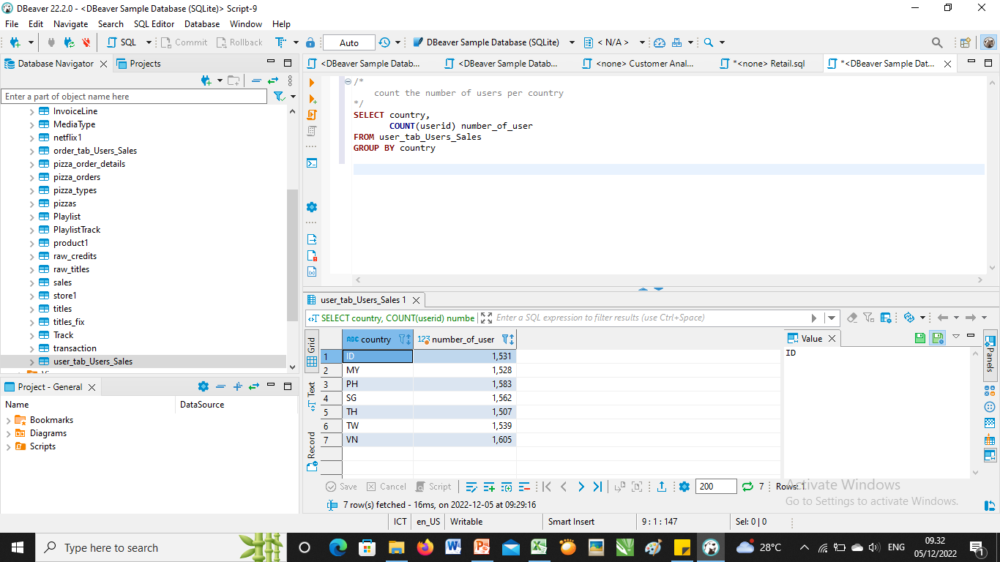 DBeaver 22.2.0 - <DBeaver Sample Database (SQLite)> Script-9
File Edit Navigate Search SQL Editor Database Window Help
SQL Commit Rollback T Auto DBeaver Sample Database (SQLite) < N/A >
Database Navigator Projects
Enter a part of object name here
InvoiceLine
MediaType
netflix1
order_tab_Users_Sales
pizza_order_details
pizza_orders
pizza_types
pizzas
Playlist
PlaylistTrack
product1
raw_credits
raw_titles
sales
store1
titles
titles_fix
Track
transaction
user_tab_Users_Sales
Project - General
Name DataSource
Bookmarks
Diagrams
Scripts
<DBeaver Sample Datab... <DBeaver Sample Datab... <none> Customer Anal... *<none> Retail.sql *<DBeaver Sample Dat...
/*
count the number of users per country
*/
SELECT country,
COUNT(userid) number_of_user
FROM user_tab_Users_Sales
GROUP BY country
user_tab_Users_Sales 1
SELECT country, COUNT(userid) numbe Enter a SQL expression to filter results (use Ctrl+Space)
Grid
Text
Record
ABC country 123 number_of_user
1 ID 1,531
2 MY 1,528
3 PH 1,583
4 SG 1,562
5 TH 1,507
6 TW 1,539
7 VN 1,605
Value
ID
Panels
Save Cancel Script 200 7 Rows: 1
Activate Windows
Go to Settings to activate Windows.
7 row(s) fetched - 16ms, on 2022-12-05 at 09:29:16
ICT en_US Writable Smart Insert 9 : 1 : 147 Sel: 0 | 0
Type here to search 28°C ENG 09.32
05/12/2022
1